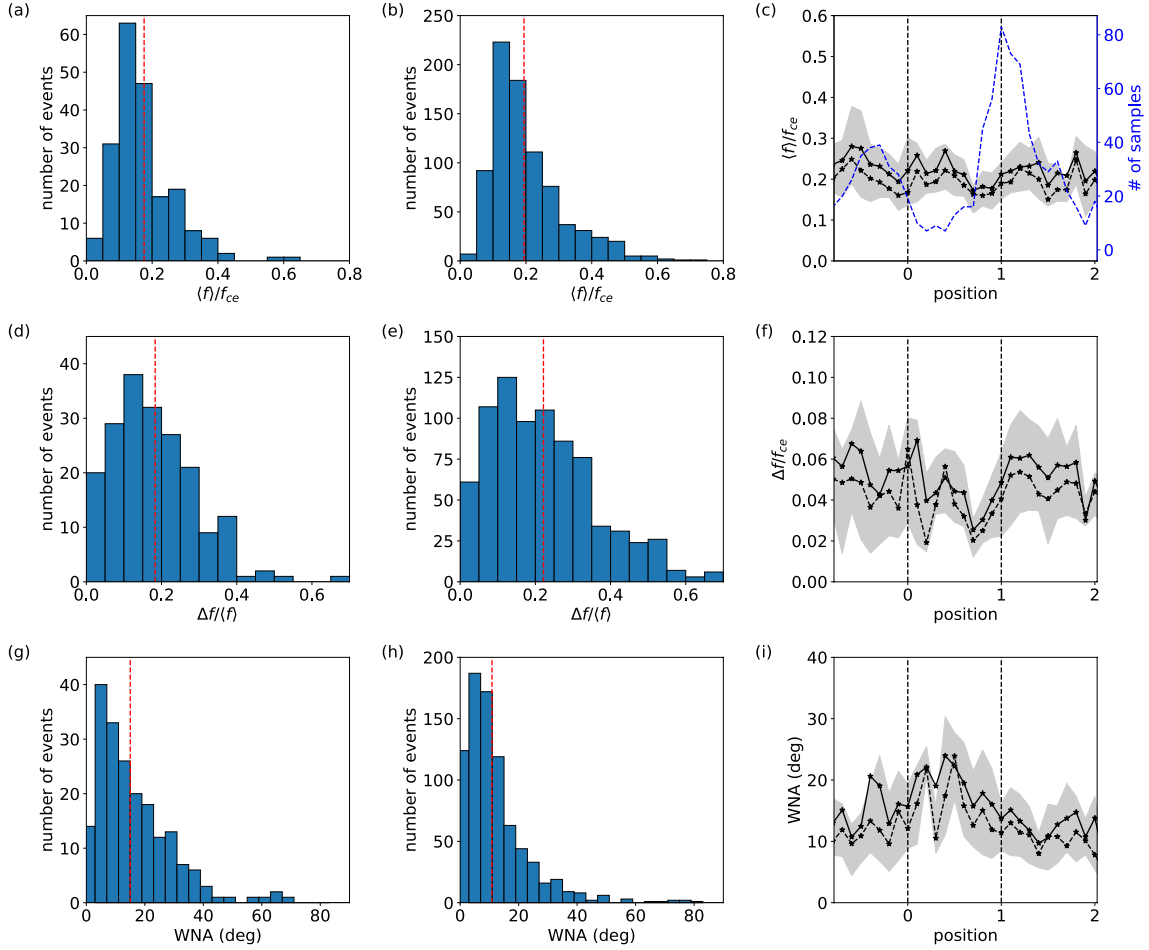 (a)
number of events
60
50
40
30
20
10
0
0.0 0.2 0.4 0.6 0.8
⟨f⟩/f_ce
(b)
number of events
250
200
150
100
50
0
0.0 0.2 0.4 0.6 0.8
⟨f⟩/f_ce
(c)
⟨f⟩/f_ce
0.6
0.5
0.4
0.3
0.2
0.1
0.0
0 1 2
position
80
60
40
20
0
# of samples
(d)
number of events
40
30
20
10
0
0.0 0.2 0.4 0.6
Δf/⟨f⟩
(e)
number of events
150
125
100
75
50
25
0
0.0 0.2 0.4 0.6
Δf/⟨f⟩
(f)
Δf/f_ce
0.12
0.10
0.08
0.06
0.04
0.02
0.00
0 1 2
position
(g)
number of events
40
30
20
10
0
0 20 40 60 80
WNA (deg)
(h)
number of events
200
150
100
50
0
0 20 40 60 80
WNA (deg)
(i)
WNA (deg)
40
30
20
10
0
0 1 2
position